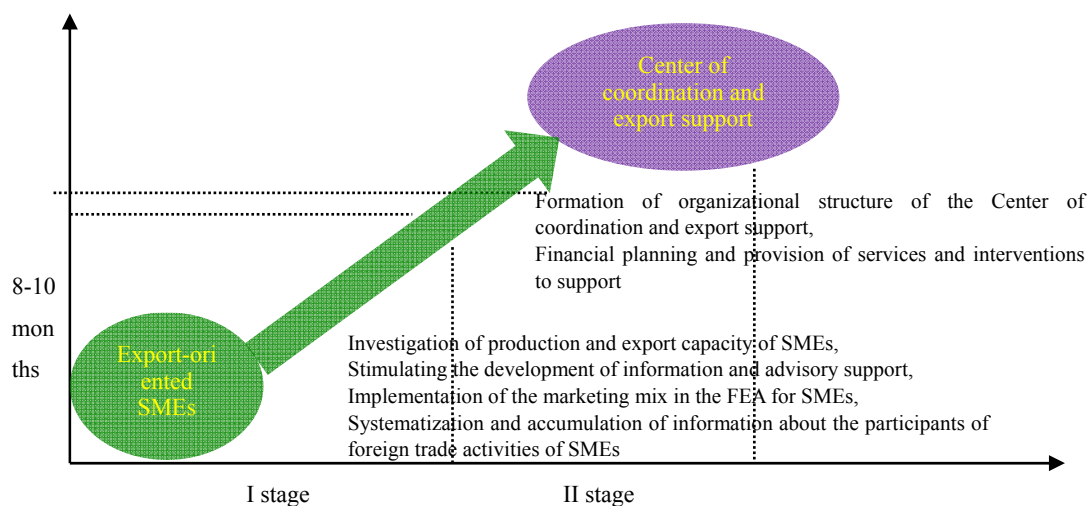 Center of
coordination and
export support
Formation of organizational structure of the Center of
coordination and export support,
Financial planning and provision of services and interventions
to support
8-10
mon
ths
Export-ori
ented
SMEs
Investigation of production and export capacity of SMEs,
Stimulating the development of information and advisory support,
Implementation of the marketing mix in the FEA for SMEs,
Systematization and accumulation of information about the participants of
foreign trade activities of SMEs
I stage
II stage